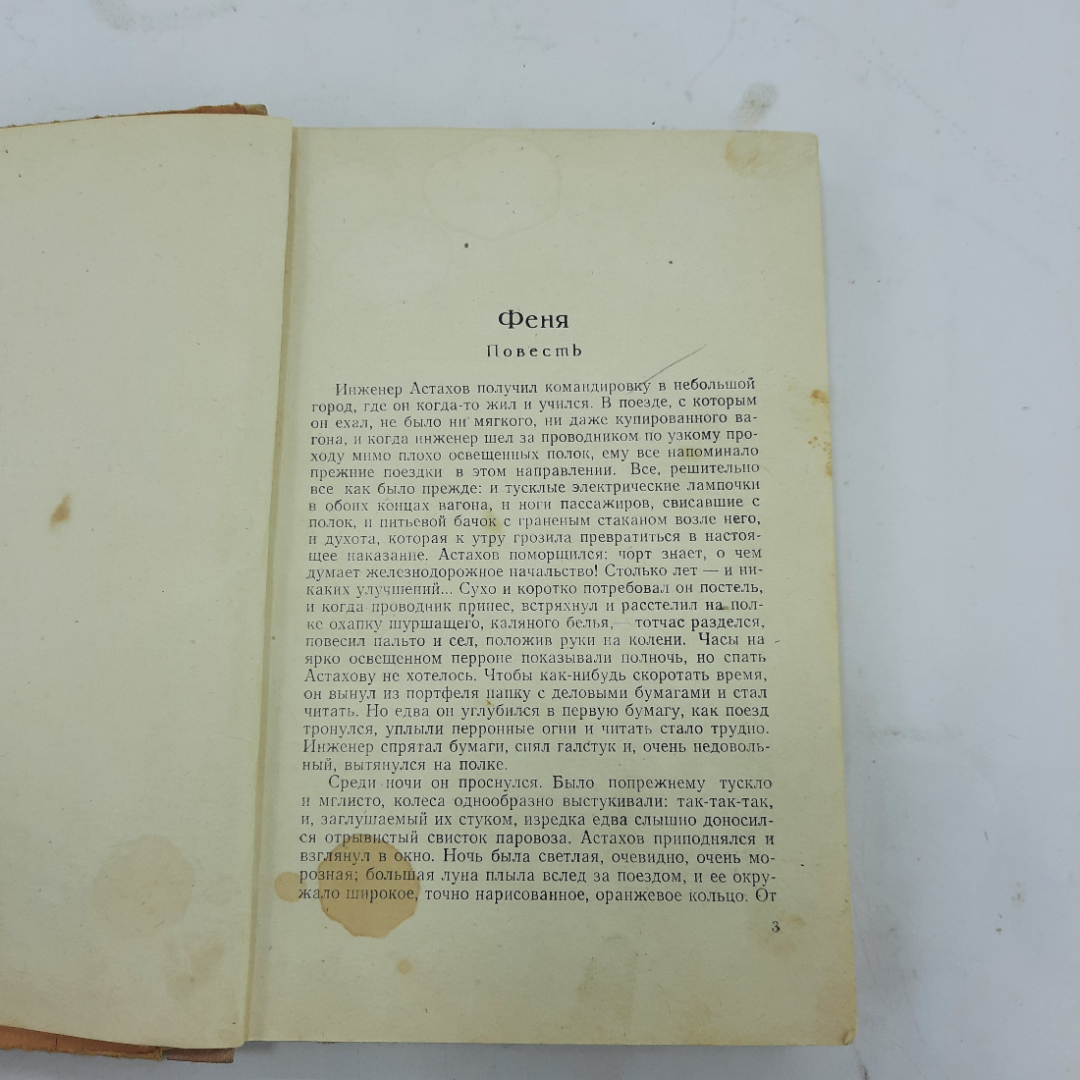 Феня
Повесть
Инженер Астахов получил командировку в небольшой
город, где он когда-то жил и учился. В поезде, с которым
он ехал, не было ни мягкого, ни даже купированного ва-
гона, и когда инженер шел за проводником по узкому про-
ходу мимо плохо освещенных полок, ему все напоминало
прежние поездки в этом направлении. Все, решительно
все как было прежде: и тусклые электрические лампочки
в обоих концах вагона, и ноги пассажиров, свисавшие с
полок, и питьевой бачок с граненым стаканом возле него,
и духота, которая к утру грозила превратиться в настоя-
щее наказание. Астахов поморщился: чорт знает, о чем
думает железнодорожное начальство! Столько лет — и ни-
каких улучшений... Сухо и коротко потребовал он постель,
и когда проводник принес, встряхнул и расстелил на пол-
ке охапку шуршащего, каляного белья, — тотчас разделся,
повесил пальто и сел, положив руки на колени. Часы на
ярко освещенном перроне показывали полночь, но спать
Астахову не хотелось. Чтобы как-нибудь скоротать время,
он вынул из портфеля папку с деловыми бумагами и стал
читать. Но едва он углубился в первую бумагу, как поезд
тронулся, уплыли перронные огни и читать стало трудно.
Инженер спрятал бумаги, снял галстук и, очень недоволь-
ный, вытянулся на полке.
Среди ночи он проснулся. Было попрежнему тускло
и мглисто, колеса однообразно выстукивали: так-так-так,
и, заглушаемый их стуком, изредка едва слышно доносил-
ся отрывистый свисток паровоза. Астахов приподнялся и
взглянул в окно. Ночь была светлая, очевидно, очень мо-
розная; большая луна плыла вслед за поездом, и ее окру-
жало широкое, точно нарисованное, оранжевое кольцо. От
3